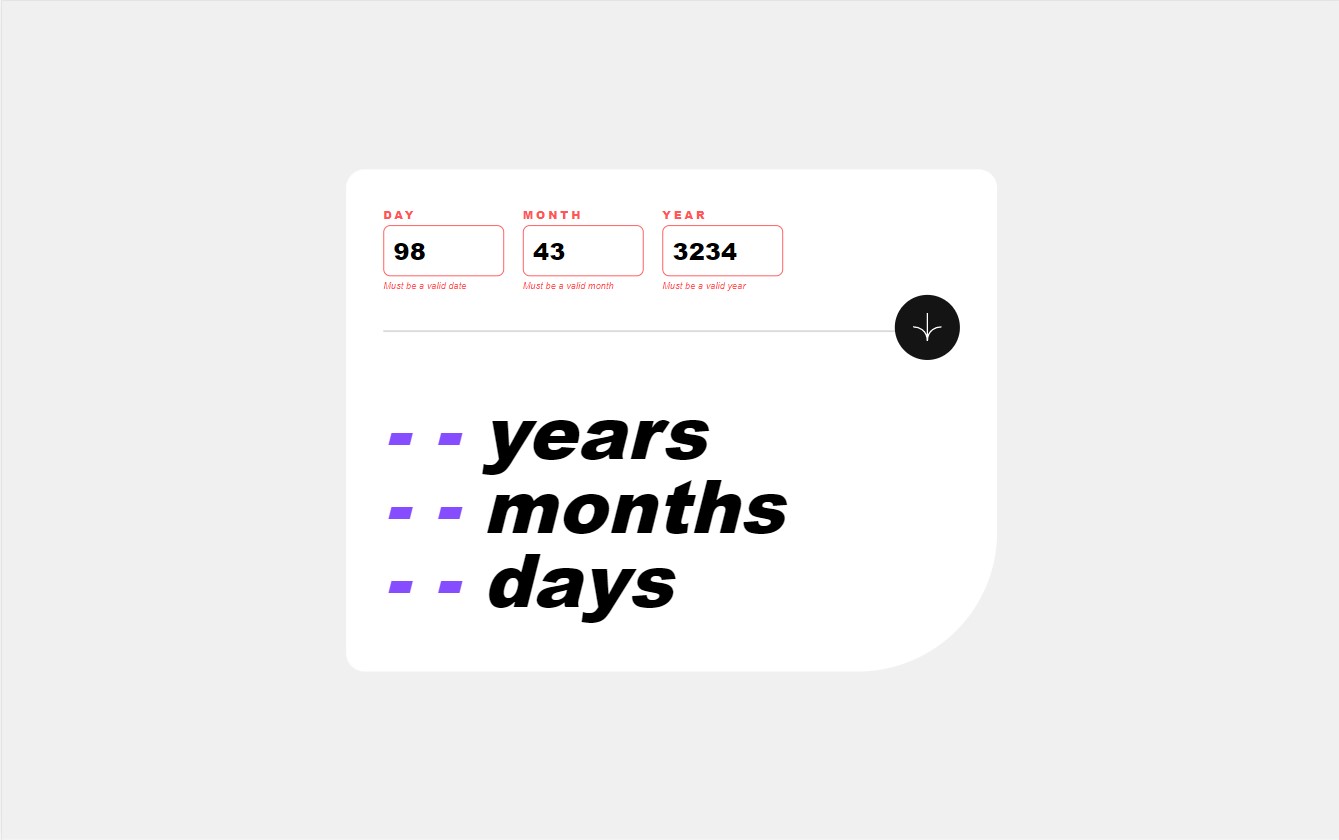 DAY MONTH YEAR
98 43 3234
Must be a valid date Must be a valid month Must be a valid year
- - years
- - months
- - days